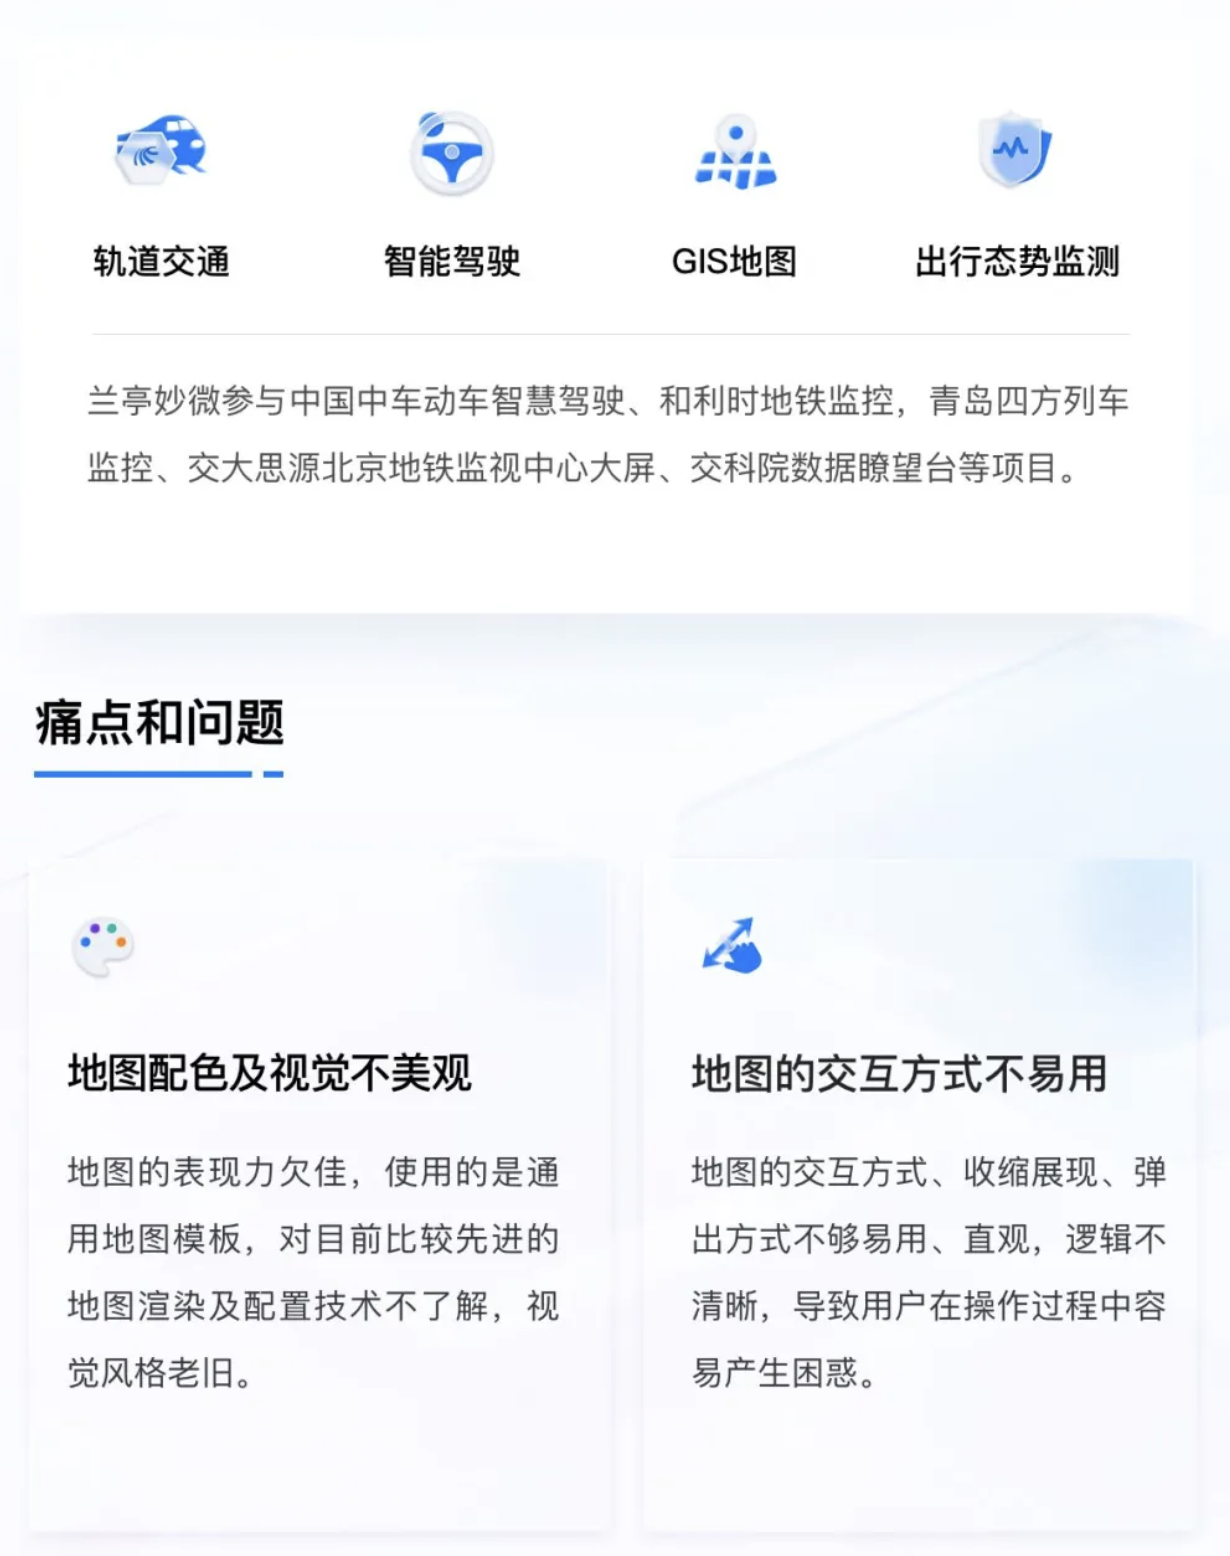 轨道交通
智能驾驶
GIS地图
出行态势监测
兰亭妙微参与中国中车动车智慧驾驶、和利时地铁监控，青岛四方列车
监控、交大思源北京地铁监视中心大屏、交科院数据瞭望台等项目。
痛点和问题
地图配色及视觉不美观
地图的表现力欠佳，使用的是通
用地图模板，对目前比较先进的
地图渲染及配置技术不了解，视
觉风格老旧。
地图的交互方式不易用
地图的交互方式、收缩展现、弹
出方式不够易用、直观，逻辑不
清晰，导致用户在操作过程中容
易产生困惑。